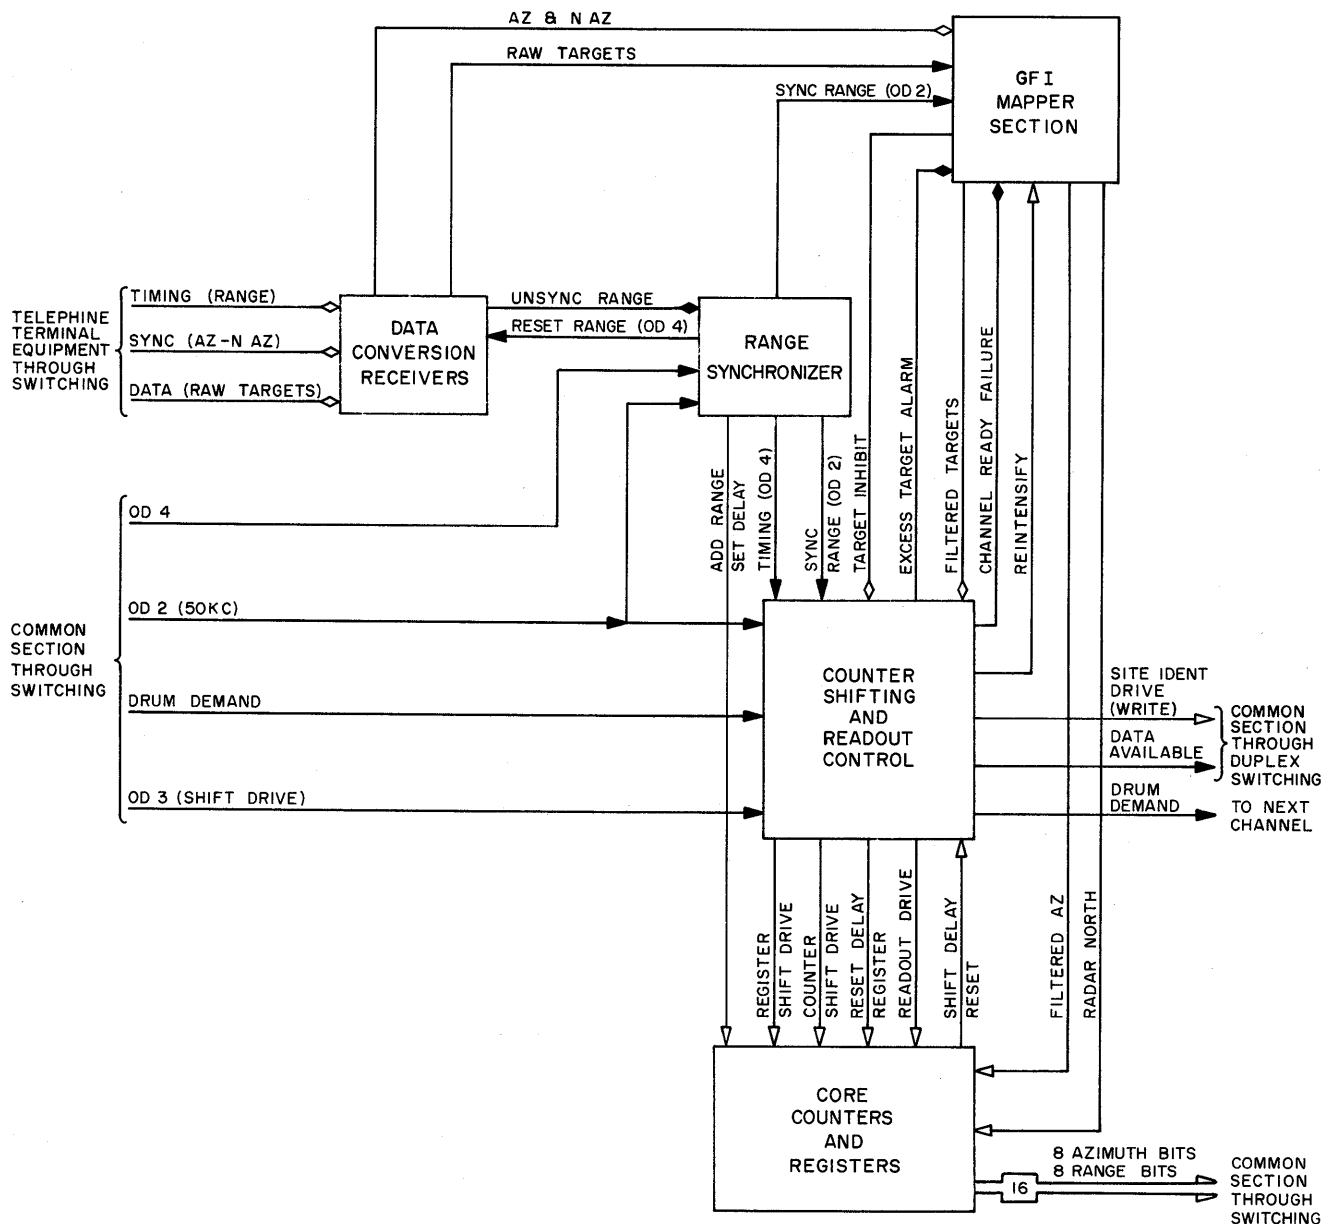 AZ & N AZ
RAW TARGETS
SYNC RANGE (OD 2)
GFI
MAPPER
SECTION
TELEPHINE
TERMINAL
EQUIPMENT
THROUGH
SWITCHING
TIMING (RANGE)
SYNC (AZ-N AZ)
DATA (RAW TARGETS)
DATA
CONVERSION
RECEIVERS
UNSYNC RANGE
RESET RANGE (OD 4)
RANGE
SYNCHRONIZER
ADD RANGE
SET DELAY
TIMING (OD 4)
SYNC
RANGE (OD 2)
TARGET INHIBIT
EXCESS TARGET ALARM
FILTERED TARGETS
CHANNEL READY FAILURE
REINTENSIFY
COMMON
SECTION
THROUGH
SWITCHING
OD 4
OD 2 (50KC)
DRUM DEMAND
OD 3 (SHIFT DRIVE)
COUNTER
SHIFTING
AND
READOUT
CONTROL
SITE IDENT
DRIVE
(WRITE)
DATA
AVAILABLE
DRUM
DEMAND
COMMON
SECTION
THROUGH
DUPLEX
SWITCHING
TO NEXT
CHANNEL
REGISTER
SHIFT DRIVE
COUNTER
SHIFT DRIVE
RESET DELAY
REGISTER
READOUT DRIVE
SHIFT DELAY
RESET
FILTERED AZ
RADAR NORTH
CORE
COUNTERS
AND
REGISTERS
8 AZIMUTH BITS
8 RANGE BITS
16
COMMON
SECTION
THROUGH
SWITCHING